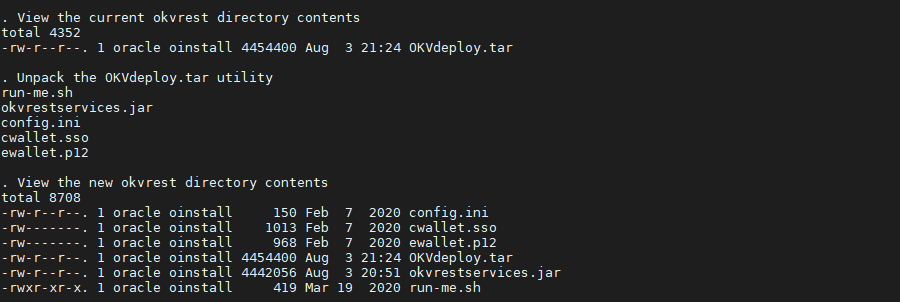 . View the current okvrest directory contents
total 4352
-rw-r--r--. 1 oracle oinstall 4454400 Aug  3 21:24 OKVdeploy.tar

. Unpack the OKVdeploy.tar utility
run-me.sh
okvrestservices.jar
config.ini
cwallet.sso
ewallet.p12

. View the new okvrest directory contents
total 8708
-rw-r--r--. 1 oracle oinstall     150 Feb  7  2020 config.ini
-rw-------. 1 oracle oinstall    1013 Feb  7  2020 cwallet.sso
-rw-------. 1 oracle oinstall     968 Feb  7  2020 ewallet.p12
-rw-r--r--. 1 oracle oinstall 4454400 Aug  3 21:24 OKVdeploy.tar
-rw-r--r--. 1 oracle oinstall 4442056 Aug  3 20:51 okvrestservices.jar
-rwxr-xr-x. 1 oracle oinstall     419 Mar 19  2020 run-me.sh